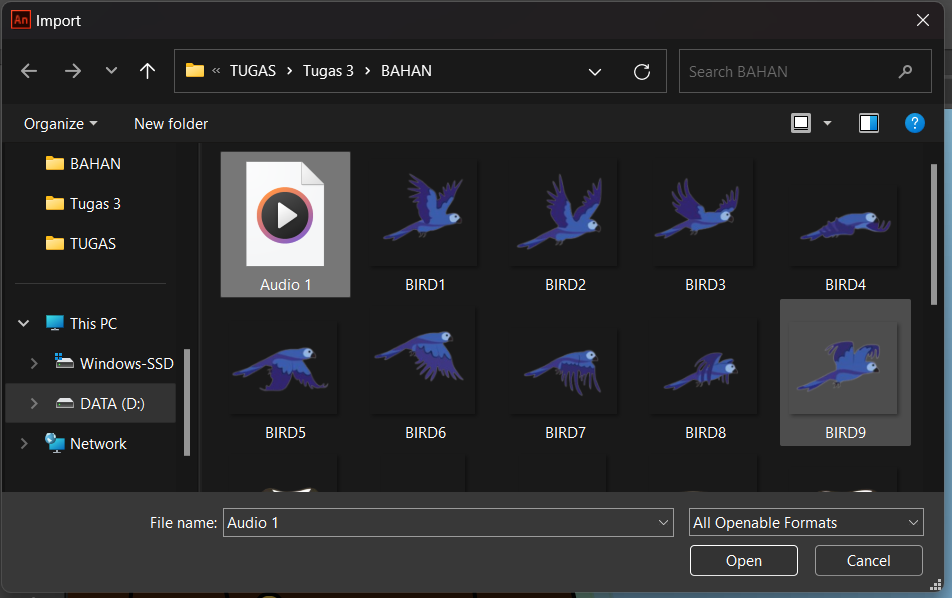 An Import
« TUGAS › Tugas 3 › BAHAN
Search BAHAN
Organize
New folder
?
BAHAN
Tugas 3
TUGAS
This PC
Windows-SSD
DATA (D:)
Network
Audio 1
BIRD1
BIRD2
BIRD3
BIRD4
BIRD5
BIRD6
BIRD7
BIRD8
BIRD9
File name:
Audio 1
All Openable Formats
Open
Cancel